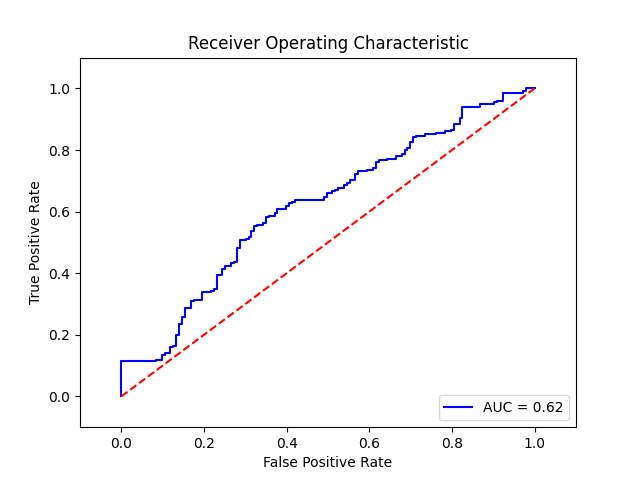 Receiver Operating Characteristic
True Positive Rate
1.0
0.8
0.6
0.4
0.2
0.0
AUC = 0.62
0.0 0.2 0.4 0.6 0.8 1.0
False Positive Rate